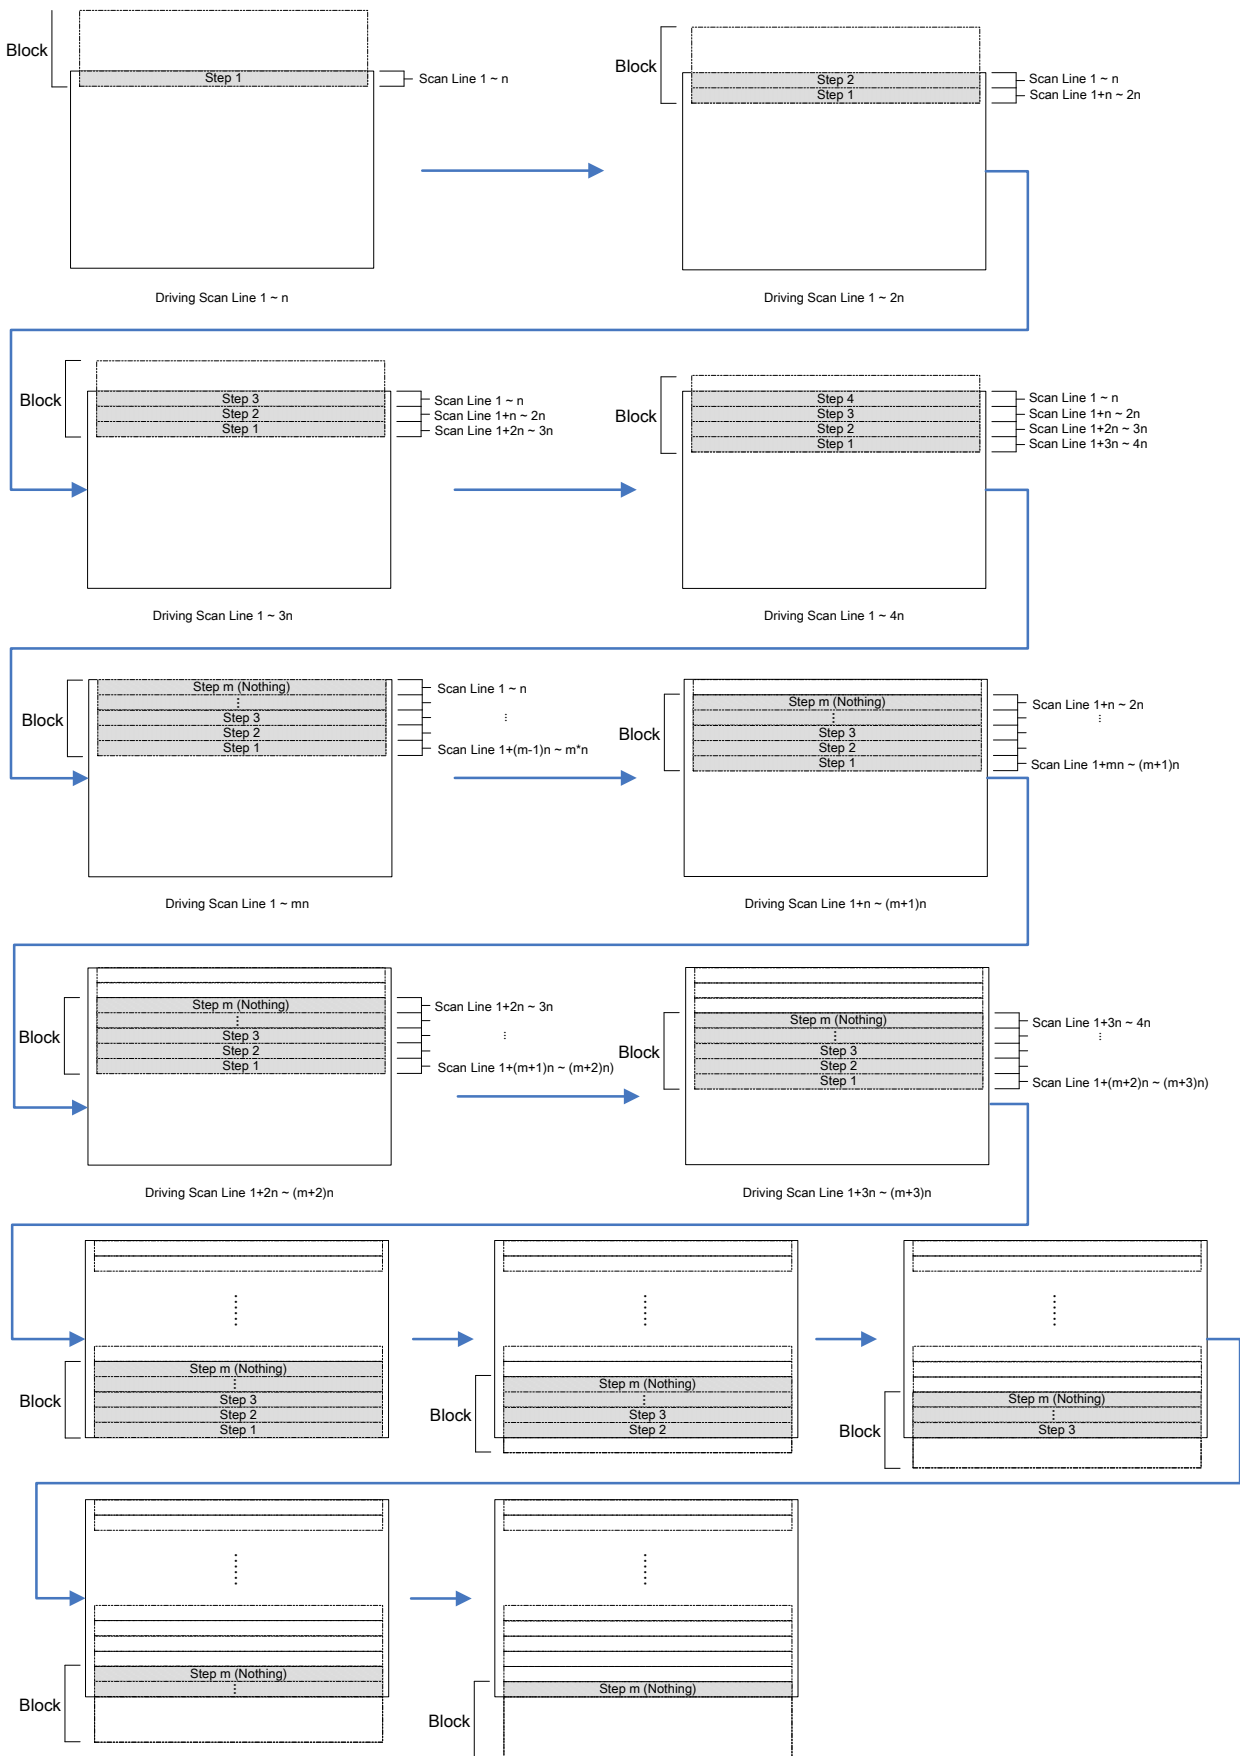 Block
Step 1
Scan Line 1 ~ n
Driving Scan Line 1 ~ n
Block
Step 2
Step 1
Scan Line 1 ~ n
Scan Line 1+n ~ 2n
Driving Scan Line 1 ~ 2n
Block
Step 3
Step 2
Step 1
Scan Line 1 ~ n
Scan Line 1+n ~ 2n
Scan Line 1+2n ~ 3n
Driving Scan Line 1 ~ 3n
Block
Step 4
Step 3
Step 2
Step 1
Scan Line 1 ~ n
Scan Line 1+n ~ 2n
Scan Line 1+2n ~ 3n
Scan Line 1+3n ~ 4n
Driving Scan Line 1 ~ 4n
Block
Step m (Nothing)
⋮
Step 3
Step 2
Step 1
Scan Line 1 ~ n
⋮
Scan Line 1+(m-1)n ~ m*n
Driving Scan Line 1 ~ mn
Block
Step m (Nothing)
⋮
Step 3
Step 2
Step 1
Scan Line 1+n ~ 2n
⋮
Scan Line 1+mn ~ (m+1)n
Driving Scan Line 1+n ~ (m+1)n
Block
Step m (Nothing)
⋮
Step 3
Step 2
Step 1
Scan Line 1+2n ~ 3n
⋮
Scan Line 1+(m+1)n ~ (m+2)n)
Driving Scan Line 1+2n ~ (m+2)n
Block
Step m (Nothing)
⋮
Step 3
Step 2
Step 1
Scan Line 1+3n ~ 4n
⋮
Scan Line 1+(m+2)n ~ (m+3)n)
Driving Scan Line 1+3n ~ (m+3)n
⋮
Block
Step m (Nothing)
⋮
Step 3
Step 2
Step 1
⋮
Block
Step m (Nothing)
⋮
Step 3
Step 2
⋮
Block
Step m (Nothing)
⋮
Step 3
⋮
Block
Step m (Nothing)
⋮
⋮
Block
Step m (Nothing)